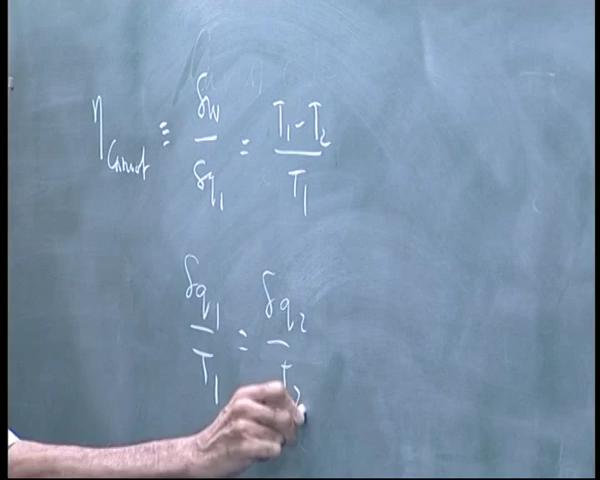 η_Carnot ≡ δw/δq₁ = (T₁ - T₂)/T₁
δq₁/T₁ = δq₂/T₂